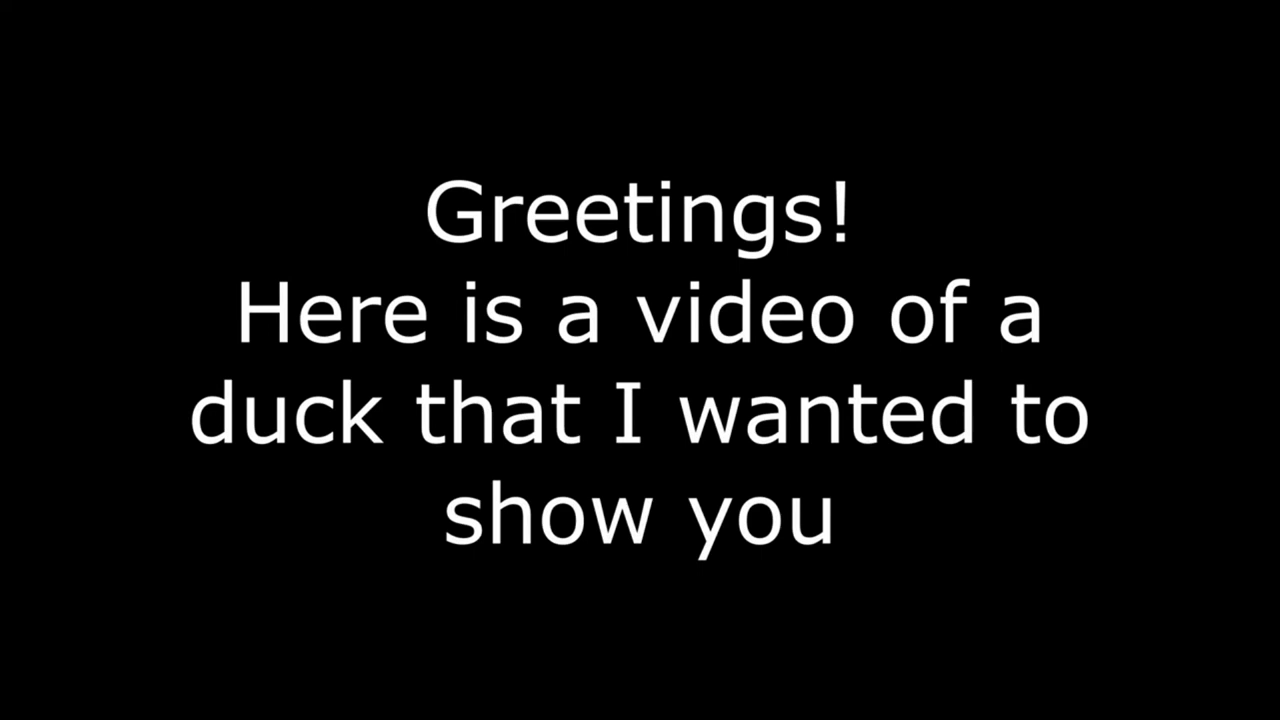 Greetings!
Here is a video of a
duck that I wanted to
show you